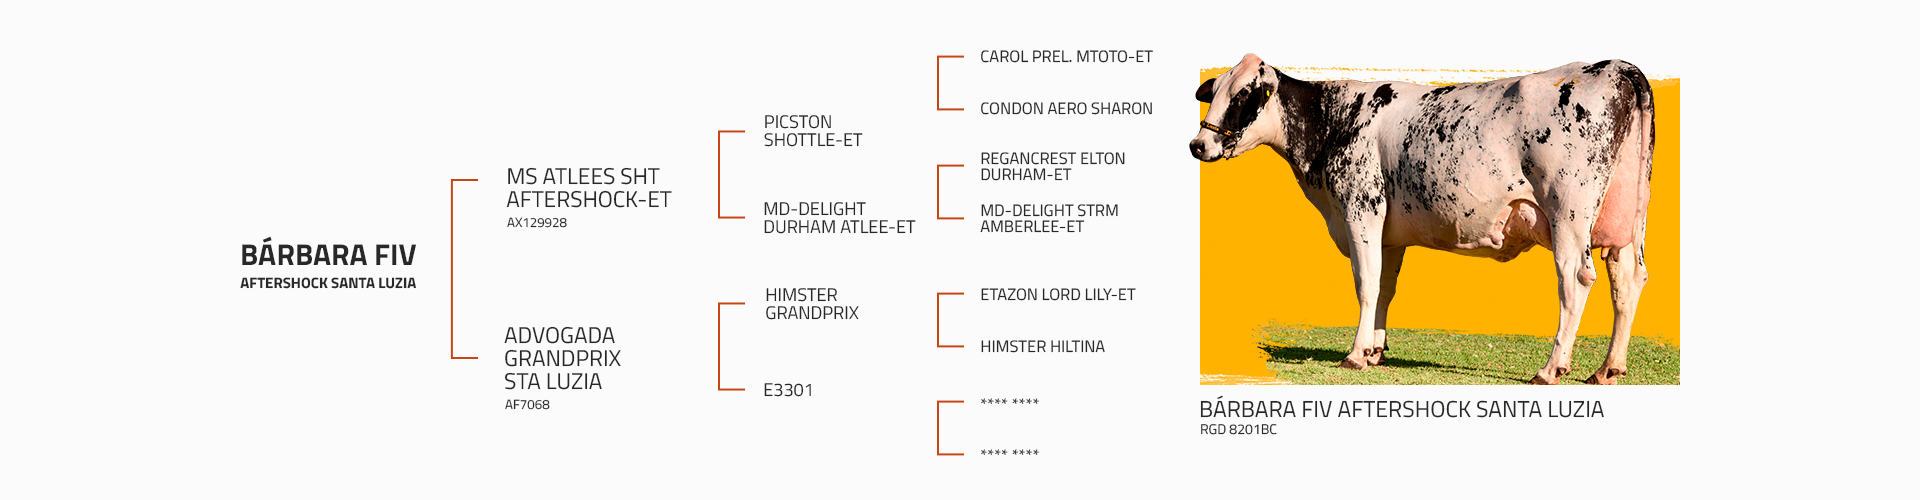 BÁRBARA FIV
AFTERSHOCK SANTA LUZIA
MS ATLEES SHT
AFTERSHOCK-ET
AX129928
ADVOGADA
GRANDPRIX
STA LUZIA
AF7068
PICSTON
SHOTTLE-ET
MD-DELIGHT
DURHAM ATLEE-ET
HIMSTER
GRANDPRIX
E3301
CAROL PREL. MTOTO-ET
CONDON AERO SHARON
REGANCREST ELTON
DURHAM-ET
MD-DELIGHT STRM
AMBERLEE-ET
ETAZON LORD LILY-ET
HIMSTER HILTINA
**** ****
**** ****
BÁRBARA FIV AFTERSHOCK SANTA LUZIA
RGD 8201BC